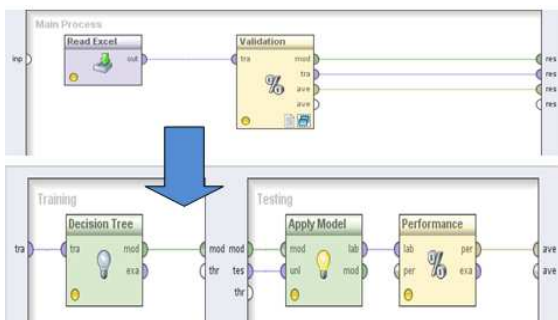 Main Process
Read Excel
Validation
inp
out
tra
mod
tra
ave
ave
res
res
res
res
Training
Testing
Decision Tree
Apply Model
Performance
tra
tra
mod
exa
mod
thr
mod
tes
thr
mod
unl
lab
mod
lab
per
per
exa
ave
ave